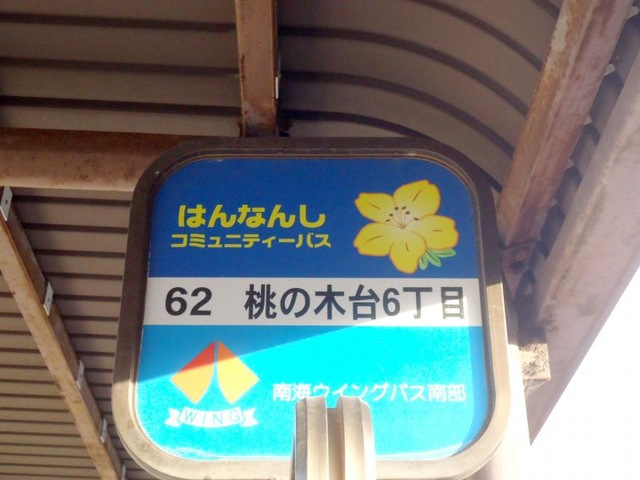 はんなんし
コミュニティーバス
62 桃の木台6丁目
南海ウイングバス南部
WING